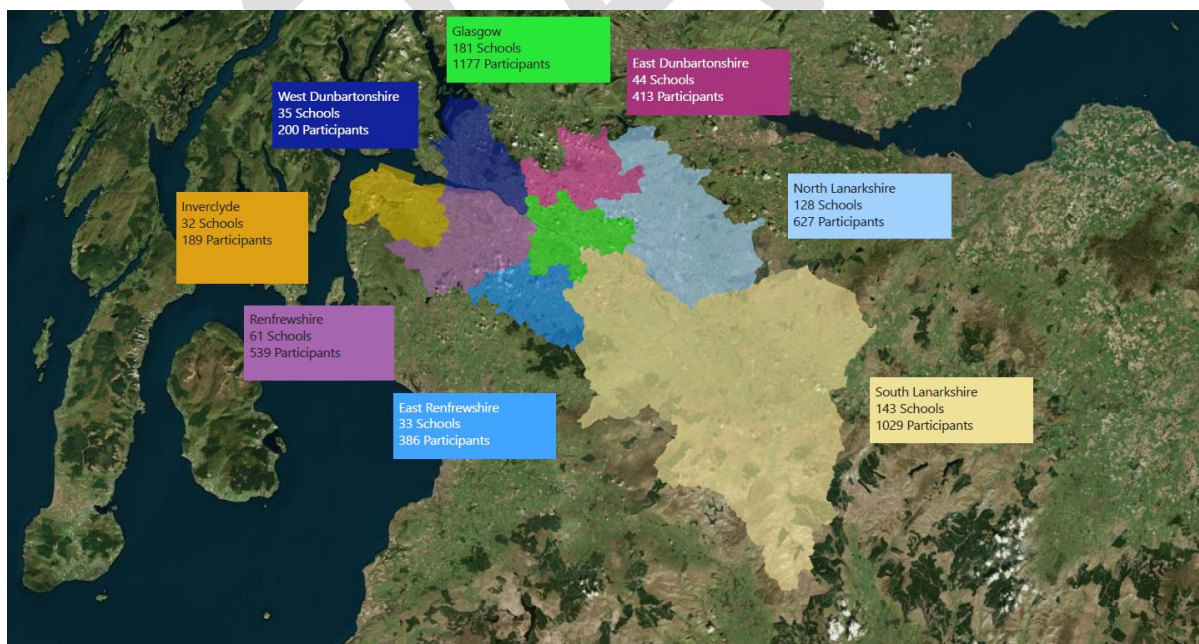 Glasgow
181 Schools
1177 Participants
East Dunbartonshire
44 Schools
413 Participants
West Dunbartonshire
35 Schools
200 Participants
North Lanarkshire
128 Schools
627 Participants
Inverclyde
32 Schools
189 Participants
Renfrewshire
61 Schools
539 Participants
South Lanarkshire
143 Schools
1029 Participants
East Renfrewshire
33 Schools
386 Participants